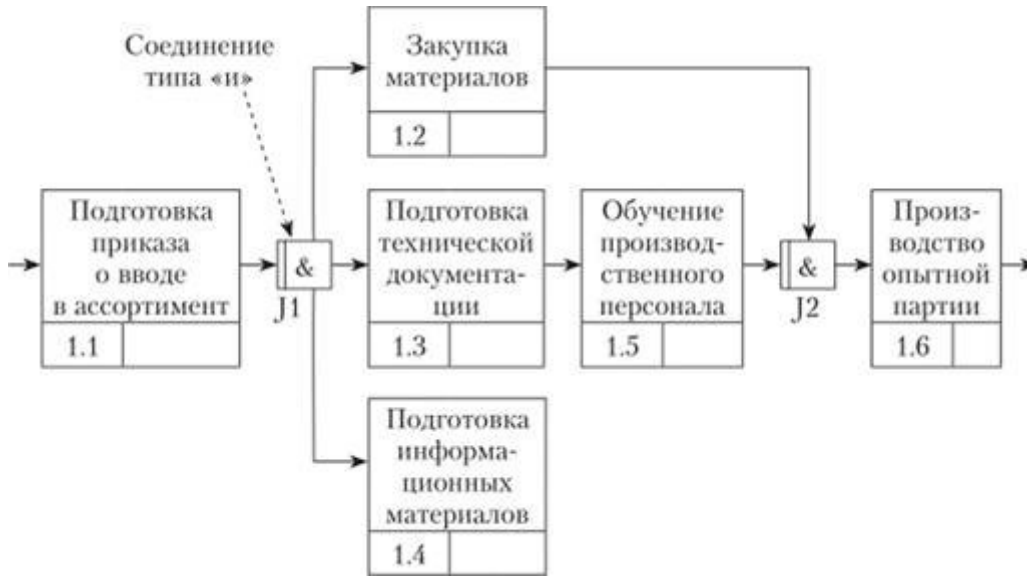 Соединение
типа «и»
Закупка
материалов
1.2
Подготовка
приказа
о вводе
в ассортимент
1.1
&
J1
Подготовка
технической
документа-
ции
1.3
Обучение
производ-
ственного
персонала
1.5
&
J2
Произ-
водство
опытной
партии
1.6
Подготовка
информа-
ционных
материалов
1.4